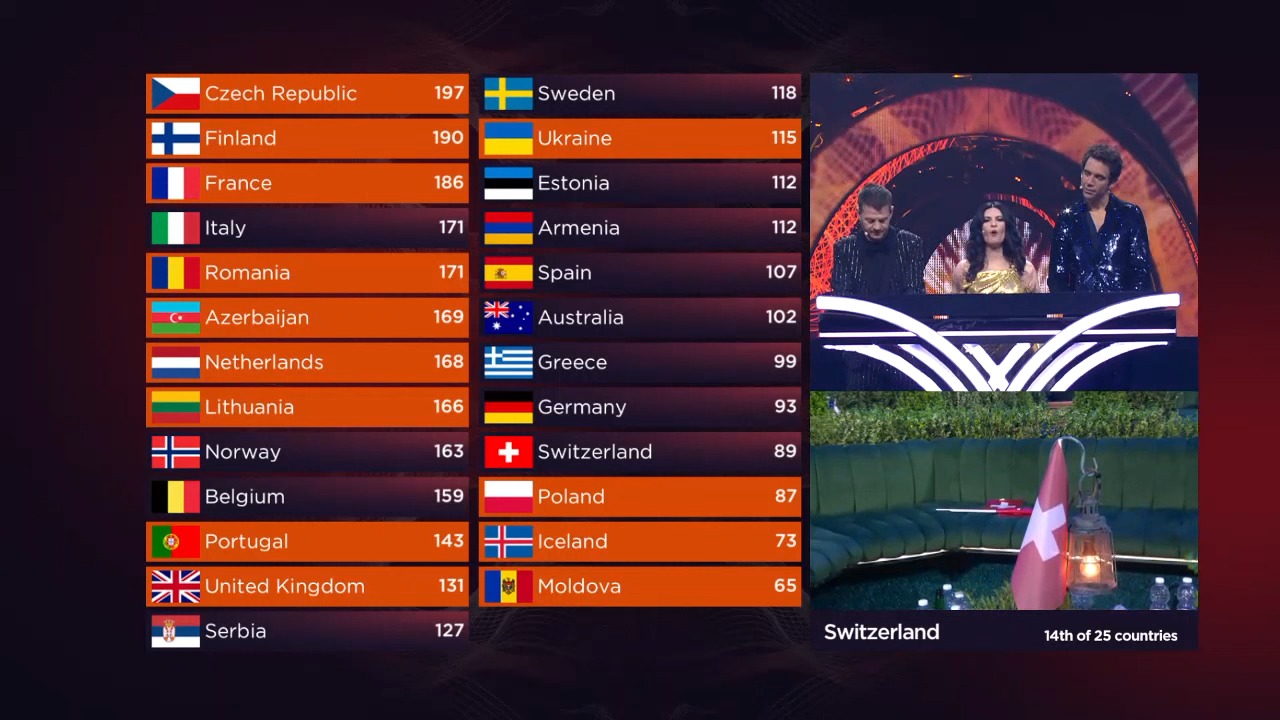 Czech Republic 197
Finland 190
France 186
Italy 171
Romania 171
Azerbaijan 169
Netherlands 168
Lithuania 166
Norway 163
Belgium 159
Portugal 143
United Kingdom 131
Serbia 127
Sweden 118
Ukraine 115
Estonia 112
Armenia 112
Spain 107
Australia 102
Greece 99
Germany 93
Switzerland 89
Poland 87
Iceland 73
Moldova 65
Switzerland 14th of 25 countries